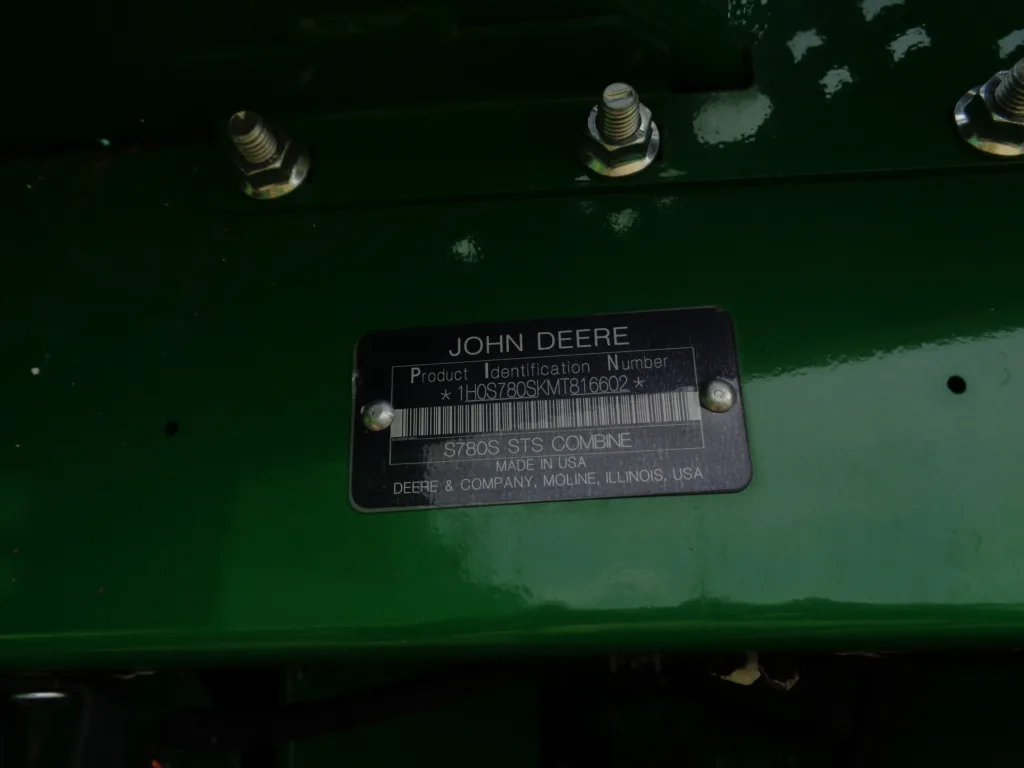 JOHN DEERE
Product Identification Number
*1H0S780SKMT816602*
S780S STS COMBINE
MADE IN USA
DEERE & COMPANY, MOLINE, ILLINOIS, USA